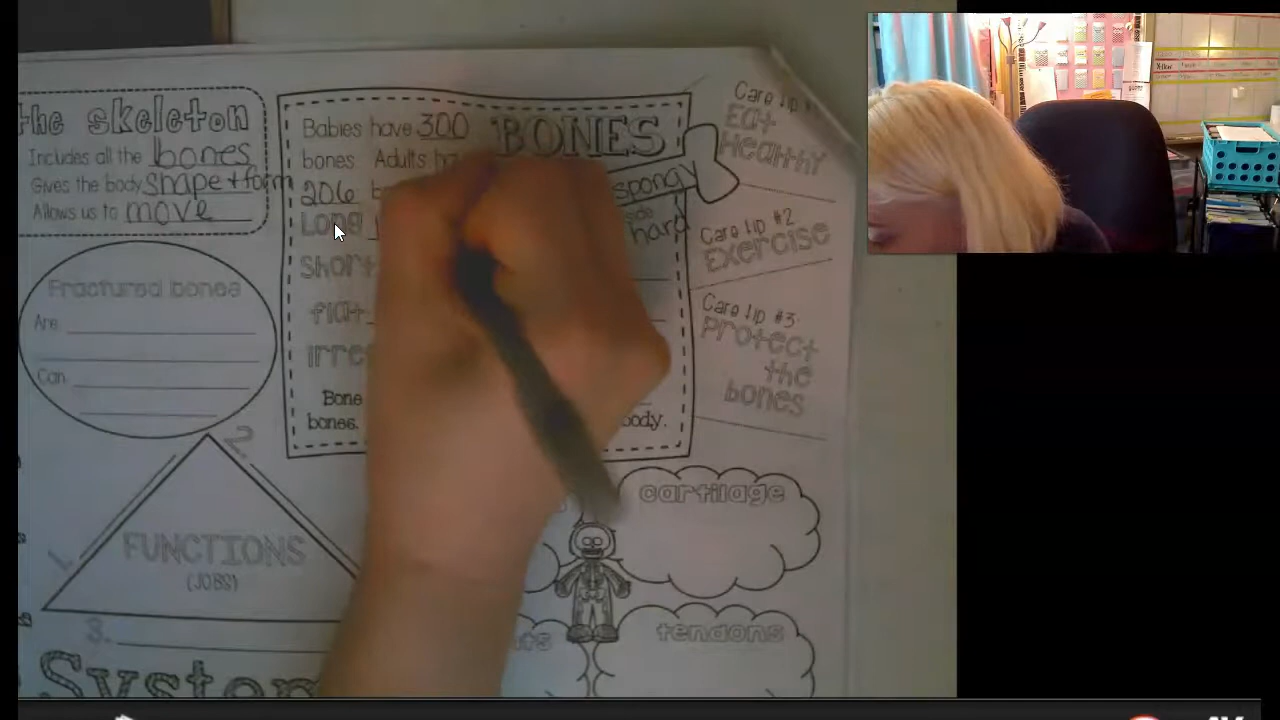 the skeleton
Includes all the bones
Gives the body shape + form
Allows us to move
Fractured bones
Are
Can
Babies have 300
bones Adults
206
BONES
spongy
hard
Long
Short
flat
Bone
bones.
body.
Care tip
Eat
Healthy
Care tip #2
Exercise
Care tip #3
Protect
the
bones
1.
2.
FUNCTIONS
(JOBS)
3.
cartilage
tendons
System